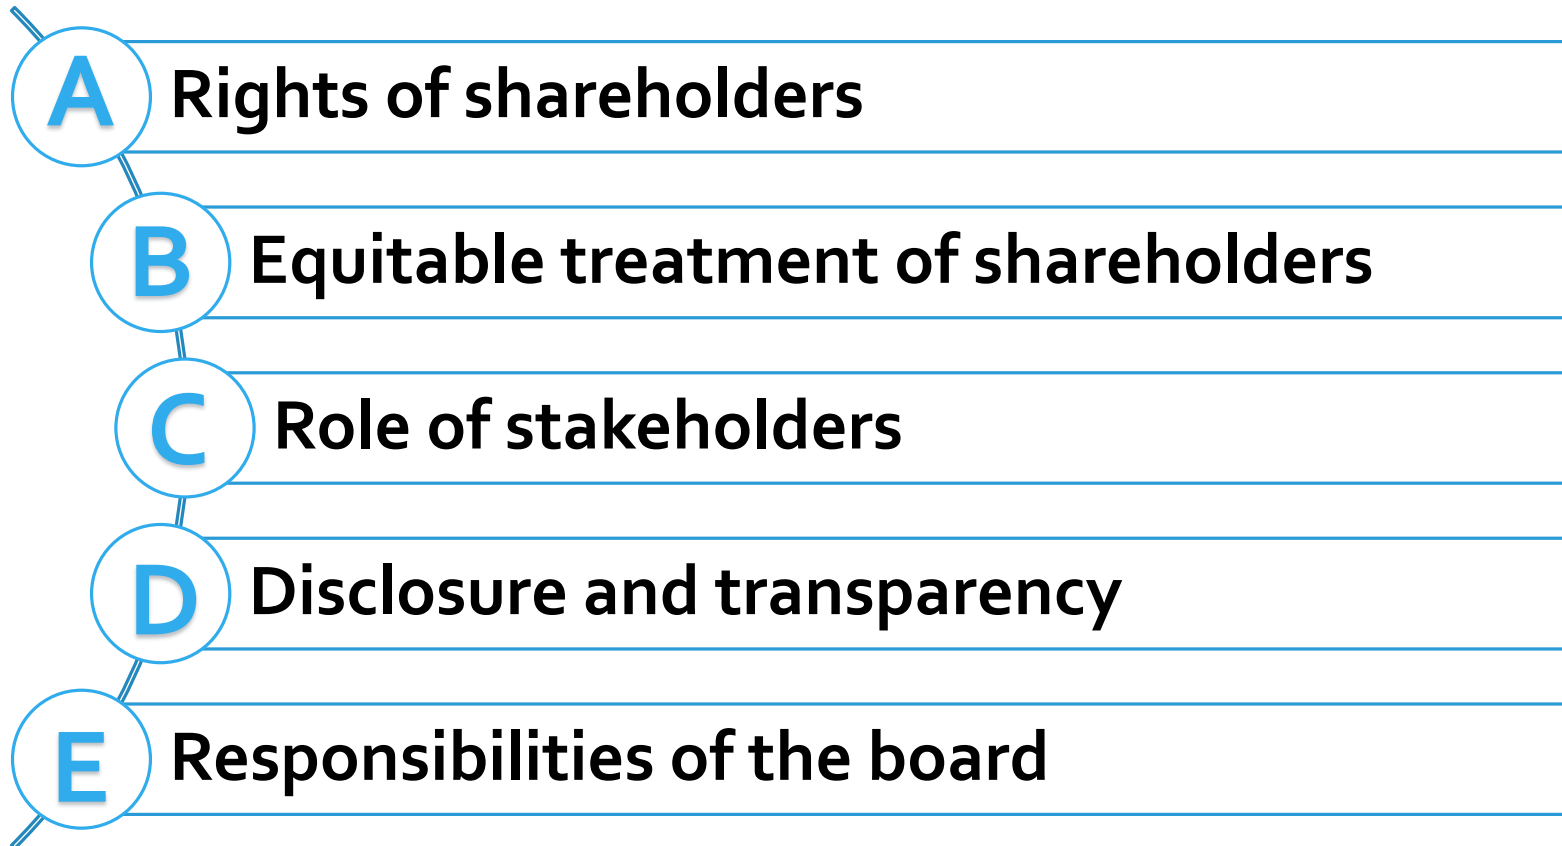 A Rights of shareholders
B Equitable treatment of shareholders
C Role of stakeholders
D Disclosure and transparency
E Responsibilities of the board